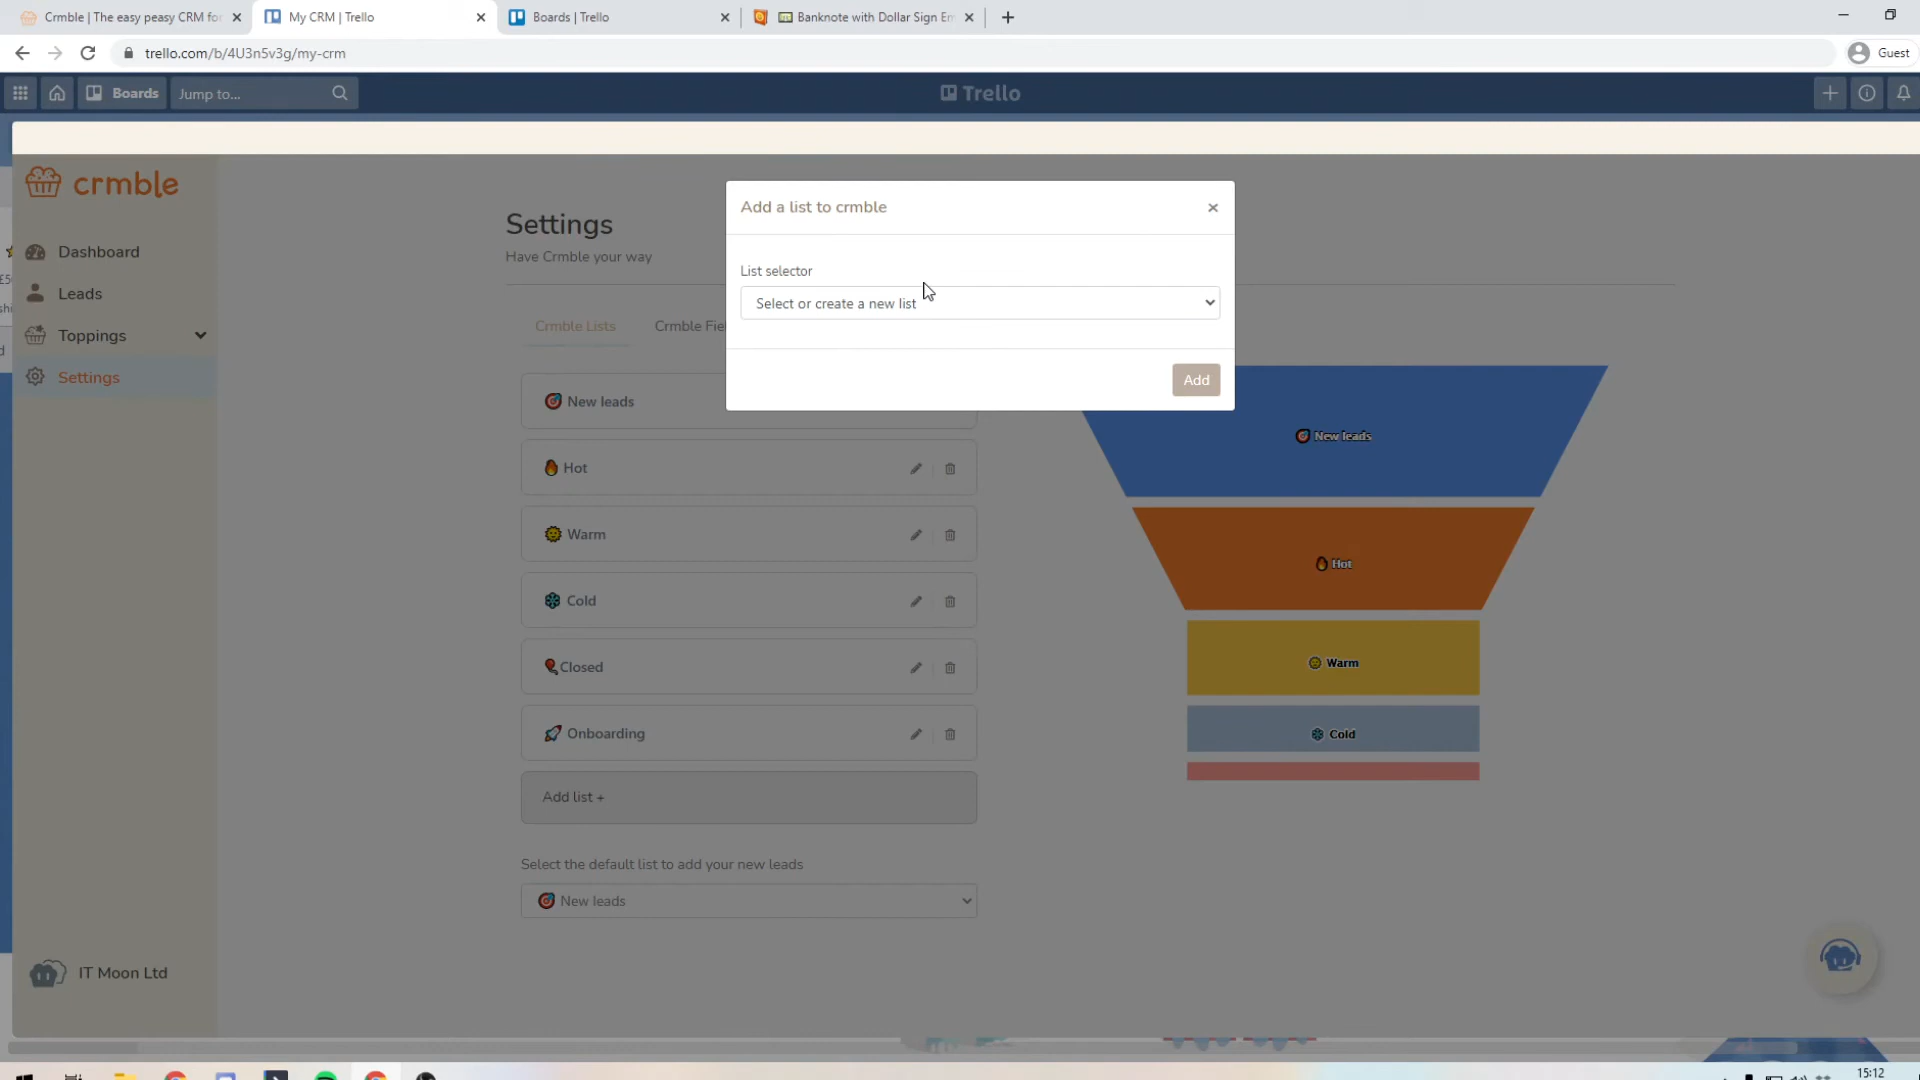 Crmble | The easy peasy CRM for
My CRM | Trello
Boards | Trello
Banknote with Dollar Sign Em
trello.com/b/4U3n5v3g/my-crm
Guest
Boards
Jump to...
Trello
crmble
Dashboard
Leads
Toppings
Settings
IT Moon Ltd
Settings
Have Crmble your way
Crmble Lists
Crmble Fie
New leads
Hot
Warm
Cold
Closed
Onboarding
Add list +
Select the default list to add your new leads
New leads
Add a list to crmble
List selector
Select or create a new list
Add
New leads
Hot
Warm
Cold
15:12